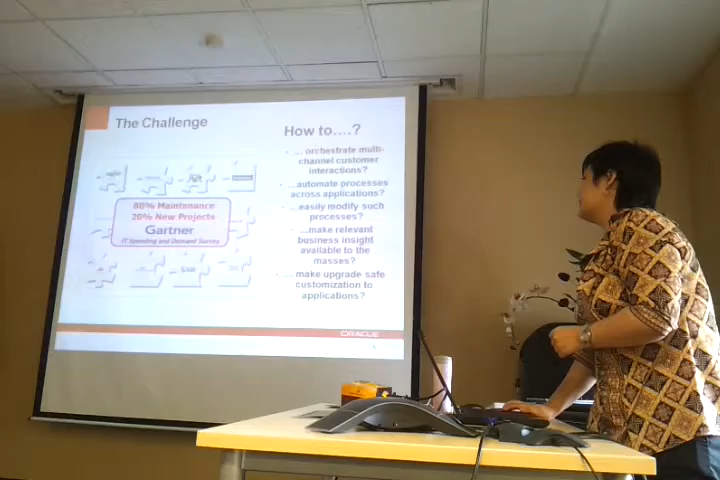 The Challenge
How to....?
... orchestrate multi-
channel customer
interactions?
...automate processes
across applications?
...easily modify such
processes?
...make relevant
business insight
available to the
masses?
... make upgrade safe
customization to
applications?
80% Maintenance
20% New Projects
Gartner
IT Spending and Demand Survey
ORACLE